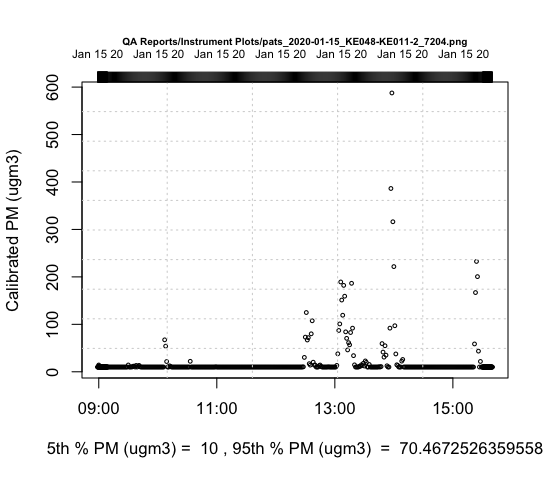 QA Reports/Instrument Plots/pats_2020-01-15_KE048-KE011-2_7204.png
Jan 15 20 Jan 15 20 Jan 15 20 Jan 15 20 Jan 15 20 Jan 15 20 Jan 15 20
600
500
400
300
200
100
0
Calibrated PM (ugm3)
09:00 11:00 13:00 15:00
5th % PM (ugm3) = 10 , 95th % PM (ugm3) = 70.4672526359558